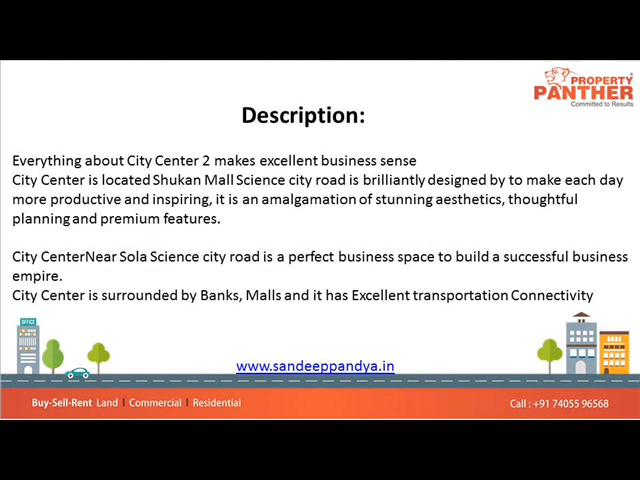 PROPERTY
PANTHER
Committed to Results
Description:
Everything about City Center 2 makes excellent business sense
City Center is located Shukan Mall Science city road is brilliantly designed by to make each day
more productive and inspiring, it is an amalgamation of stunning aesthetics, thoughtful
planning and premium features.
City CenterNear Sola Science city road is a perfect business space to build a successful business
empire.
City Center is surrounded by Banks, Malls and it has Excellent transportation Connectivity
OFFICE
www.sandeeppandya.in
Buy-Sell-Rent Land I Commercial I Residential
Call : +91 74055 96568